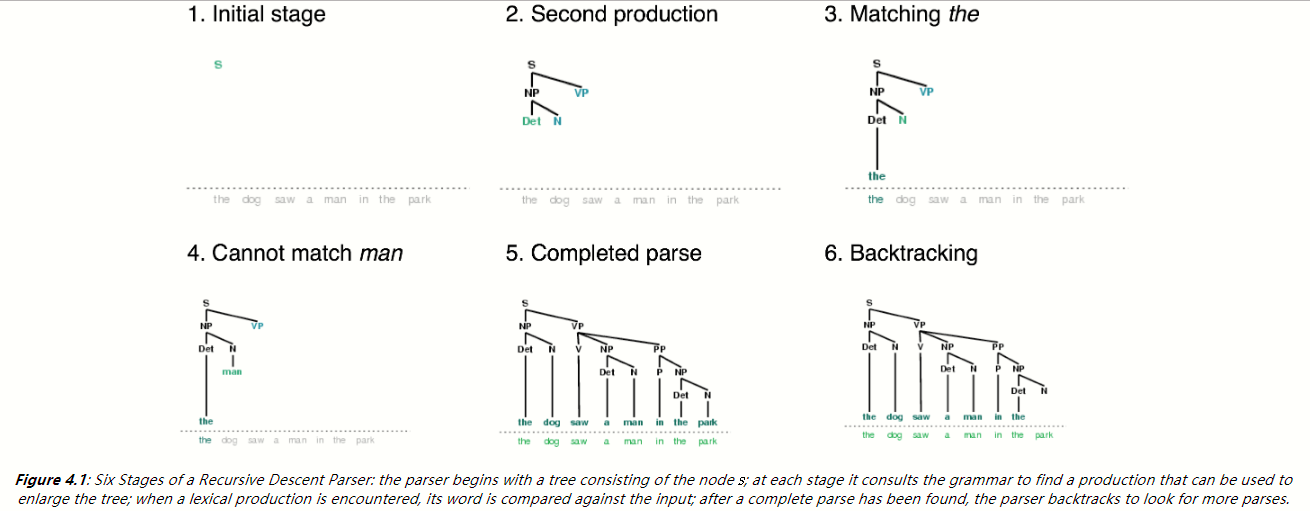 1. Initial stage
S
the dog saw a man in the park
2. Second production
S
NP VP
Det N
the dog saw a man in the park
3. Matching the
S
NP VP
Det N
the
the dog saw a man in the park
4. Cannot match man
S
NP VP
Det N
man
the
the dog saw a man in the park
5. Completed parse
S
NP VP
Det N V NP PP
Det N P NP
Det N
the dog saw a man in the park
the dog saw a man in the park
6. Backtracking
S
NP VP
Det N V NP PP
Det N P NP
Det N
the dog saw a man in the
the dog saw a man in the park
Figure 4.1: Six Stages of a Recursive Descent Parser: the parser begins with a tree consisting of the node s; at each stage it consults the grammar to find a production that can be used to
enlarge the tree; when a lexical production is encountered, its word is compared against the input; after a complete parse has been found, the parser backtracks to look for more parses.